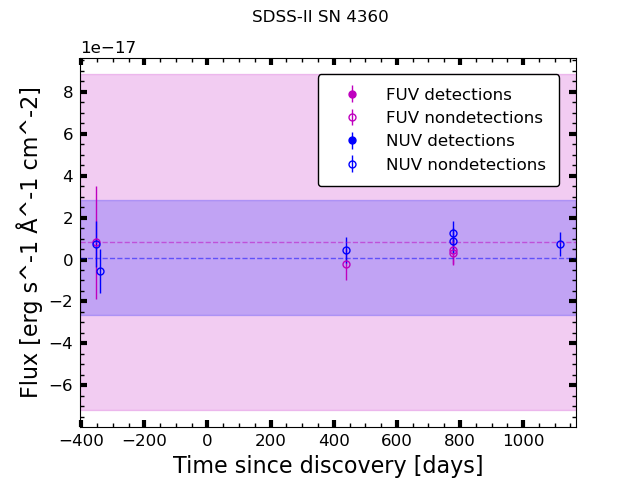 SDSS-II SN 4360
1e−17
FUV detections
FUV nondetections
NUV detections
NUV nondetections
8
6
4
2
0
−2
−4
−6
Flux [erg s^-1 Å^-1 cm^-2]
−400 −200 0 200 400 600 800 1000
Time since discovery [days]